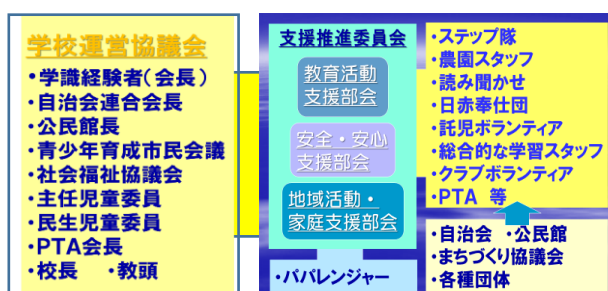 学校運営協議会
・学識経験者(会長)
・自治会連合会長
・公民館長
・青少年育成市民会議
・社会福祉協議会
・主任児童委員
・民生児童委員
・PTA会長
・校長 ・教頭
支援推進委員会
教育活動
支援部会
安全・安心
支援部会
地域活動・
家庭支援部会
・パパレンジャー
・ステップ隊
・農園スタッフ
・読み聞かせ
・日赤奉仕団
・託児ボランティア
・総合的な学習スタッフ
・クラブボランティア
・PTA 等
・自治会 ・公民館
・まちづくり協議会
・各種団体